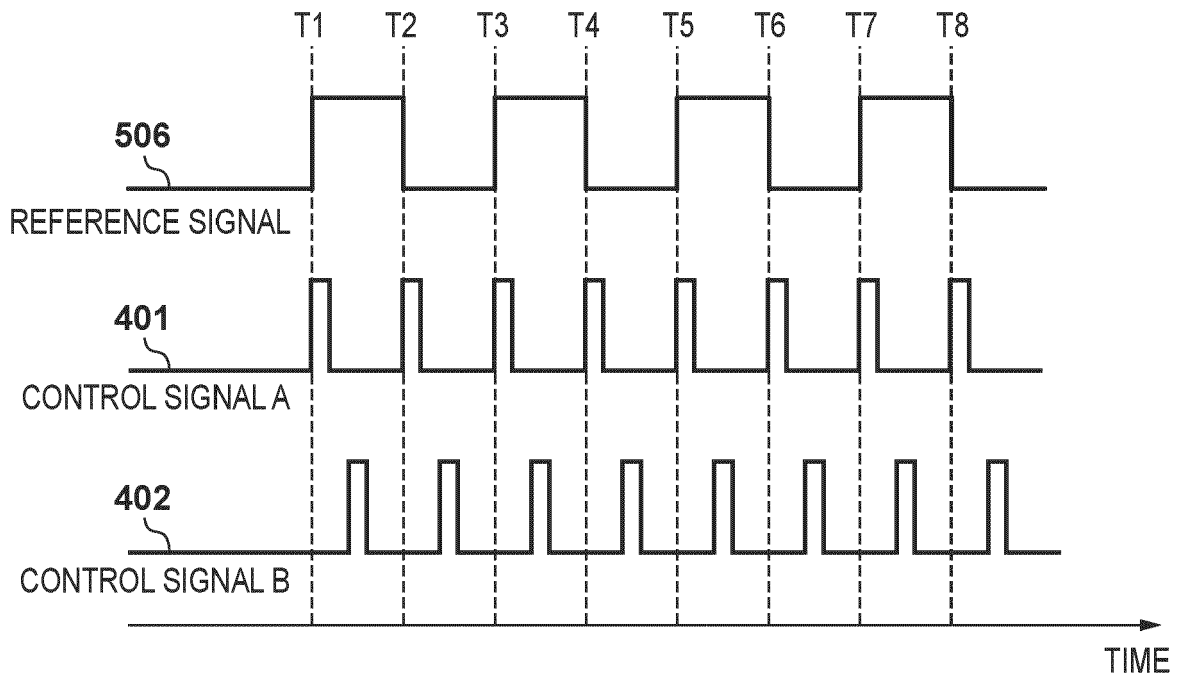 T1 T2 T3 T4 T5 T6 T7 T8
506
REFERENCE SIGNAL
401
CONTROL SIGNAL A
402
CONTROL SIGNAL B
TIME